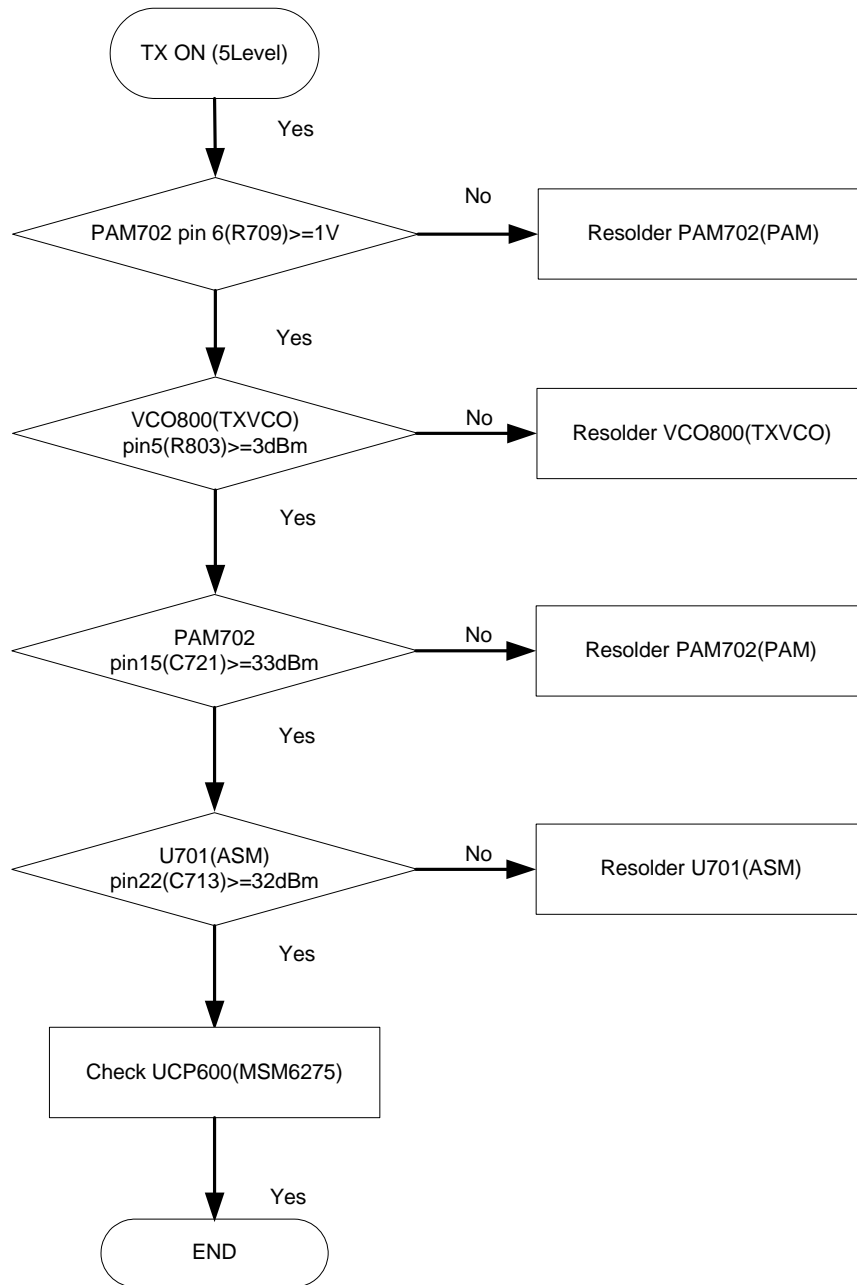 TX ON (5Level)
Yes
PAM702 pin 6(R709)>=1V
No
Resolder PAM702(PAM)
Yes
VCO800(TXVCO)
pin5(R803)>=3dBm
No
Resolder VCO800(TXVCO)
Yes
PAM702
pin15(C721)>=33dBm
No
Resolder PAM702(PAM)
Yes
U701(ASM)
pin22(C713)>=32dBm
No
Resolder U701(ASM)
Yes
Check UCP600(MSM6275)
Yes
END